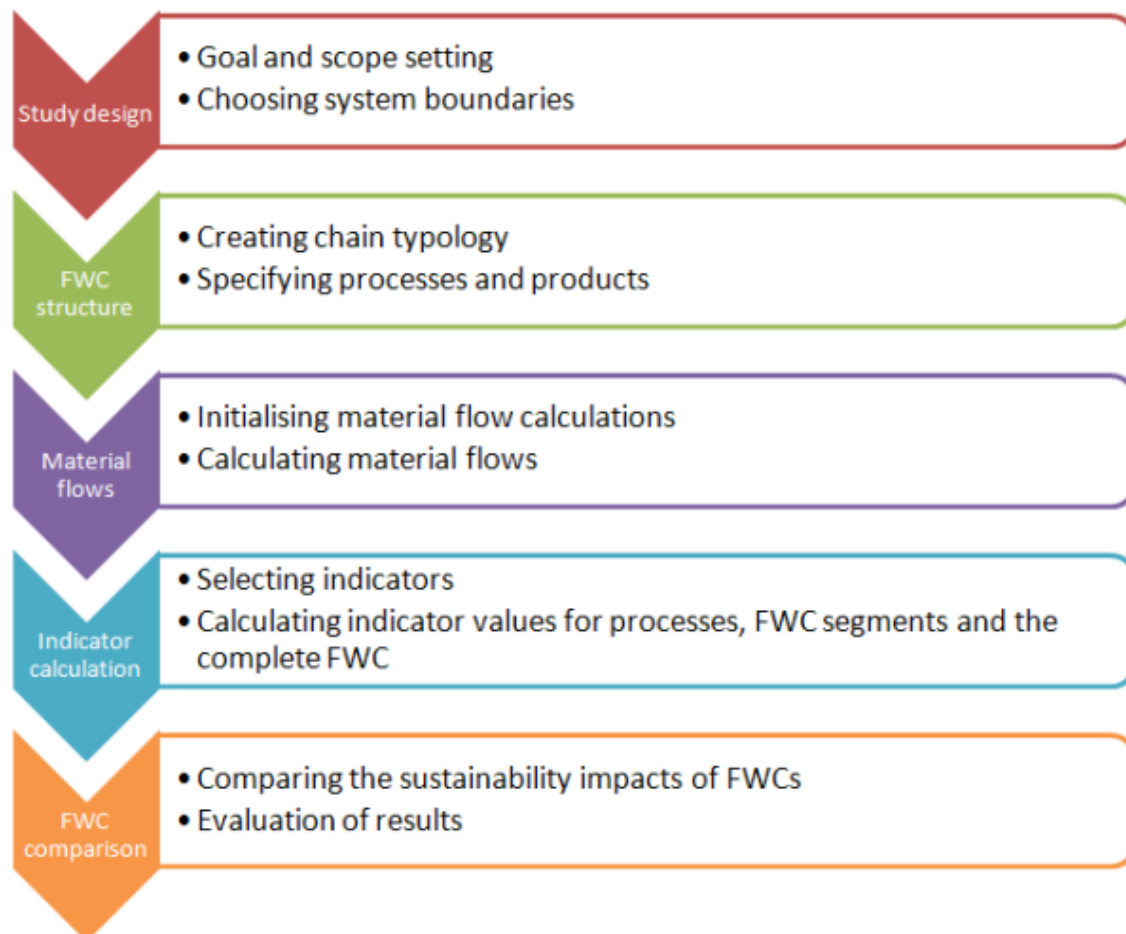 Study design
• Goal and scope setting
• Choosing system boundaries
FWC
structure
• Creating chain typology
• Specifying processes and products
Material
flows
• Initialising material flow calculations
• Calculating material flows
Indicator
calculation
• Selecting indicators
• Calculating indicator values for processes, FWC segments and the
complete FWC
FWC
comparison
• Comparing the sustainability impacts of FWCs
• Evaluation of results